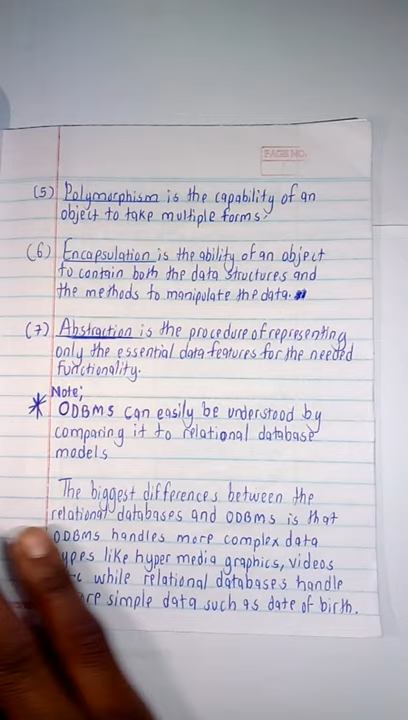 PAGE NO:
(5) Polymorphism is the capability of an
object to take multiple forms.
(6) Encapsulation is the ability of an object
to contain both the data structures and
the methods to manipulate the data.
(7) Abstraction is the procedure of representing
only the essential data features for the needed
functionality.
Note;
* ODBMS can easily be understood by
comparing it to relational database
models
The biggest differences between the
relational databases and ODBMS is that
ODBMS handles more complex data
types like hyper media graphics, videos
while relational databases handle
simple data such as date of birth.